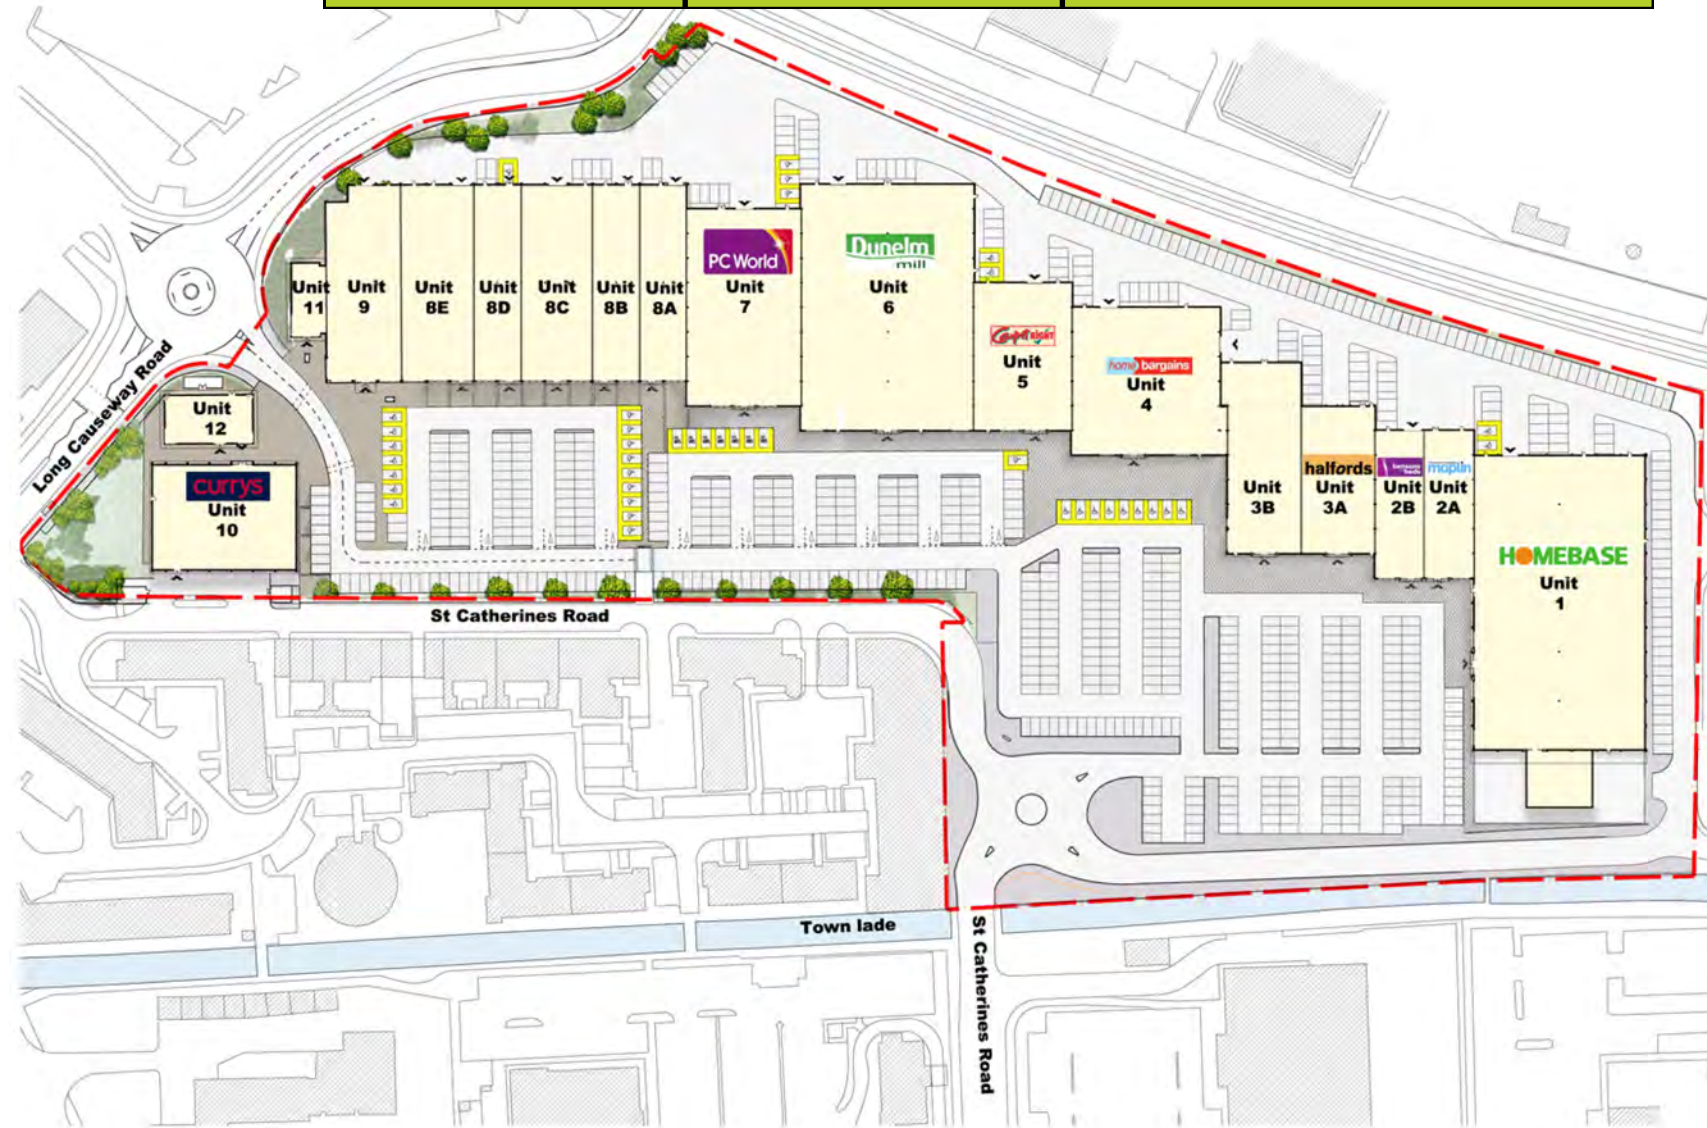 PC World
Dunelm
mill
Unit
11
Unit
9
Unit
8E
Unit
8D
Unit
8C
Unit
8B
Unit
8A
Unit
7
Unit
6
Unit
5
home bargains
Unit
4
Unit
3B
halfords
Unit
3A
Unit
2B
maplin
Unit
2A
HOMEBASE
Unit
1
Unit
12
currys
Unit
10
Long Causeway Road
St Catherines Road
Town lade
St Catherines Road